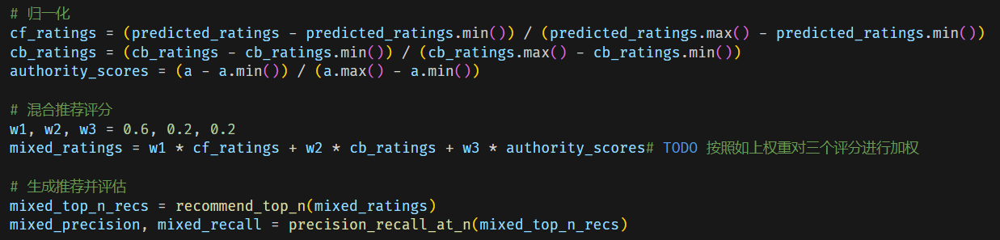 # 归一化
cf_ratings = (predicted_ratings - predicted_ratings.min()) / (predicted_ratings.max() - predicted_ratings.min())
cb_ratings = (cb_ratings - cb_ratings.min()) / (cb_ratings.max() - cb_ratings.min())
authority_scores = (a - a.min()) / (a.max() - a.min())
# 混合推荐评分
w1, w2, w3 = 0.6, 0.2, 0.2
mixed_ratings = w1 * cf_ratings + w2 * cb_ratings + w3 * authority_scores# TODO 按照如上权重对三个评分进行加权
# 生成推荐并评估
mixed_top_n_recs = recommend_top_n(mixed_ratings)
mixed_precision, mixed_recall = precision_recall_at_n(mixed_top_n_recs)